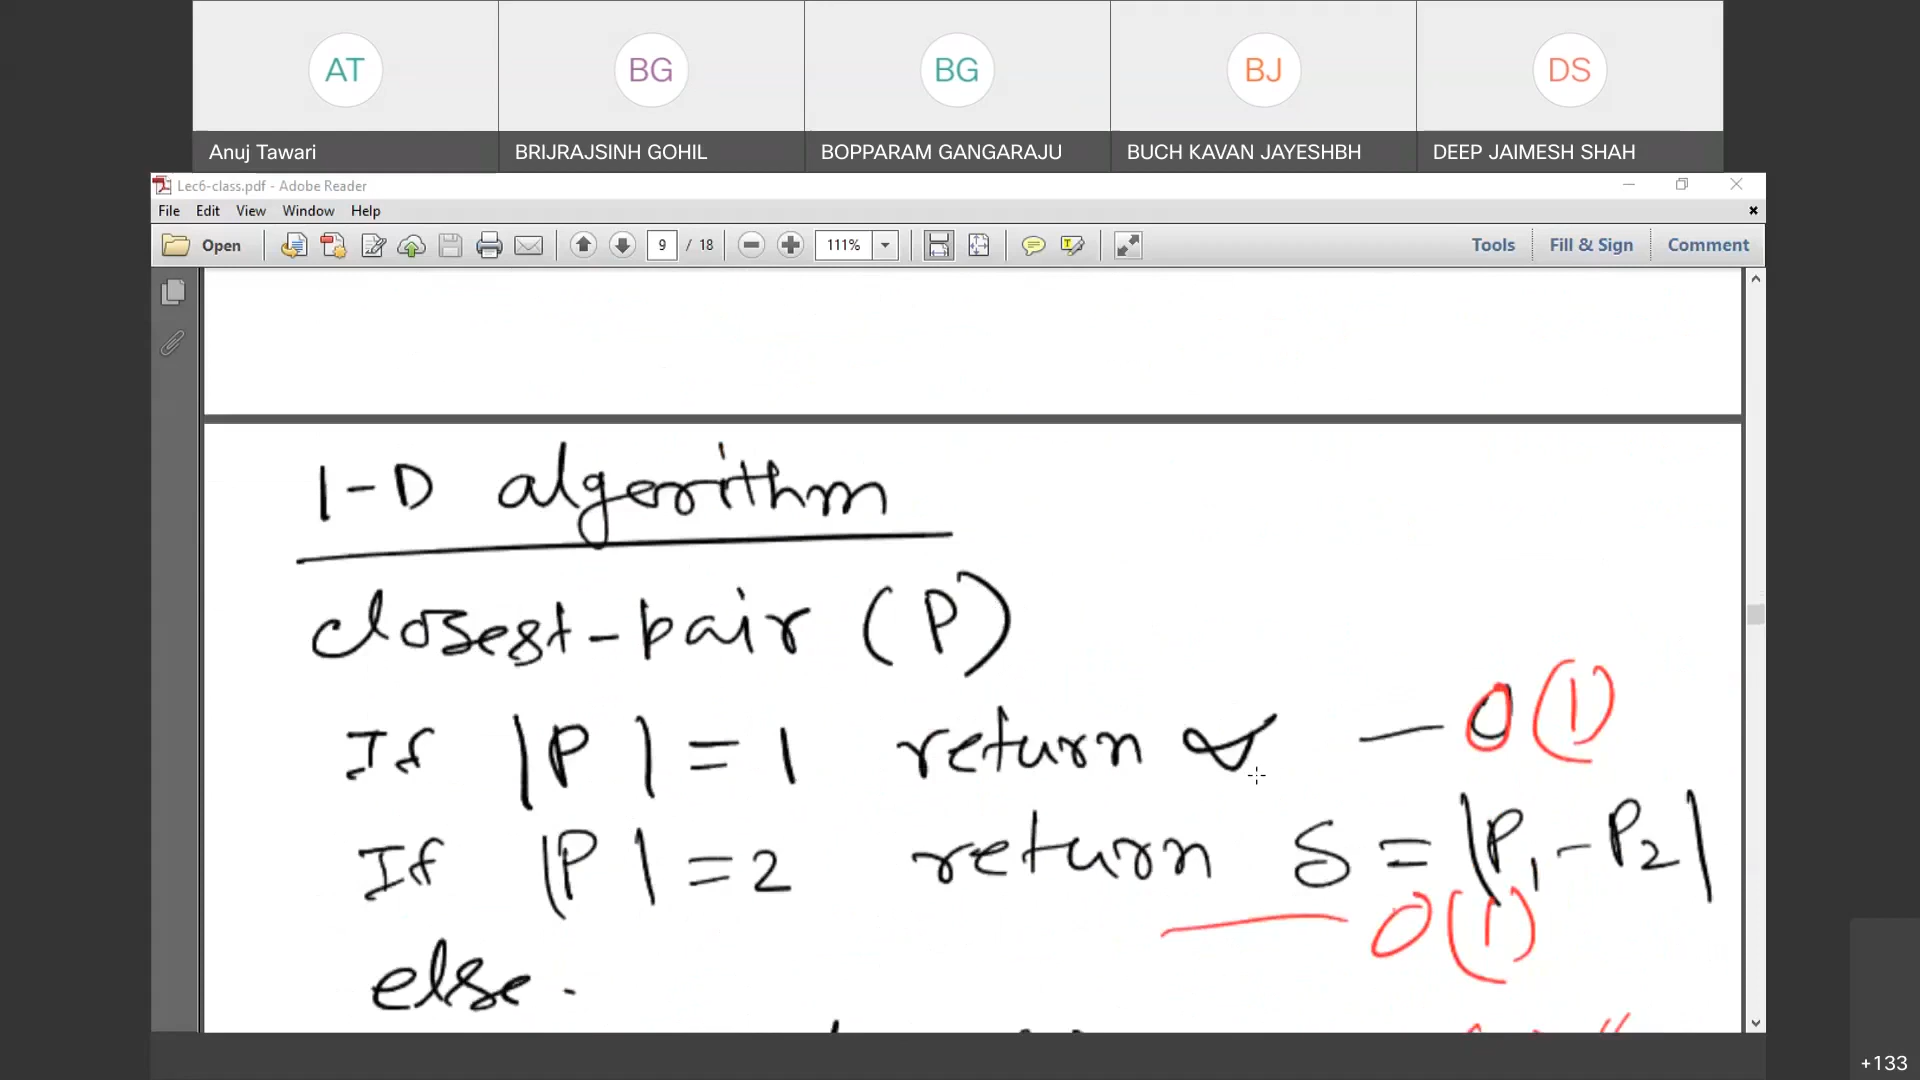 AT
BG
BG
BJ
DS
Anuj Tawari
BRIJRAJSINH GOHIL
BOPPARAM GANGARAJU
BUCH KAVAN JAYESHBH
DEEP JAIMESH SHAH
Lec6-class.pdf - Adobe Reader
File Edit View Window Help
Open 9 / 18 111% Tools Fill & Sign Comment
1-D algorithm
closest-pair (P)
If |P| = 1 return ∞ — O(1)
If |P| = 2 return δ = |P₁ - P₂|
— O(1)
else.
+133